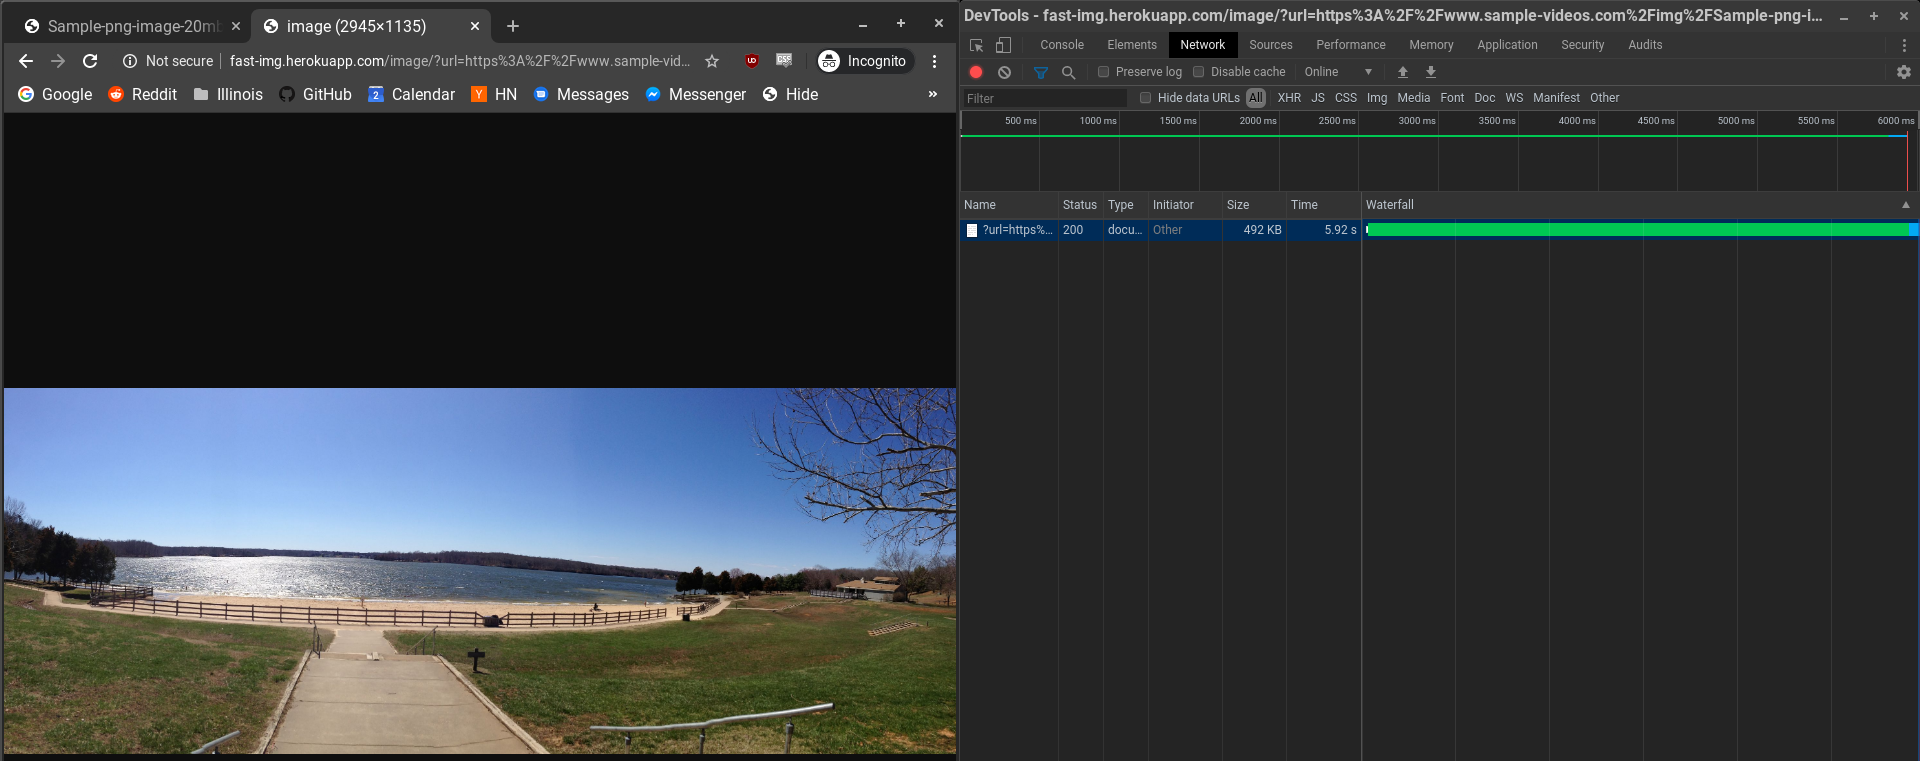 Sample-png-image-20mb
image (2945×1135)
Not secure
fast-img.herokuapp.com/image/?url=https%3A%2F%2Fwww.sample-vid...
Incognito
Google
Reddit
Illinois
GitHub
2 Calendar
Y HN
Messages
Messenger
Hide
»
DevTools - fast-img.herokuapp.com/image/?url=https%3A%2F%2Fwww.sample-videos.com%2Fimg%2FSample-png-i...
Console Elements Network Sources Performance Memory Application Security Audits
Preserve log Disable cache Online
Filter Hide data URLs All XHR JS CSS Img Media Font Doc WS Manifest Other
500 ms 1000 ms 1500 ms 2000 ms 2500 ms 3000 ms 3500 ms 4000 ms 4500 ms 5000 ms 5500 ms 6000 ms
Name Status Type Initiator Size Time Waterfall
?url=https%... 200 docu... Other 492 KB 5.92 s